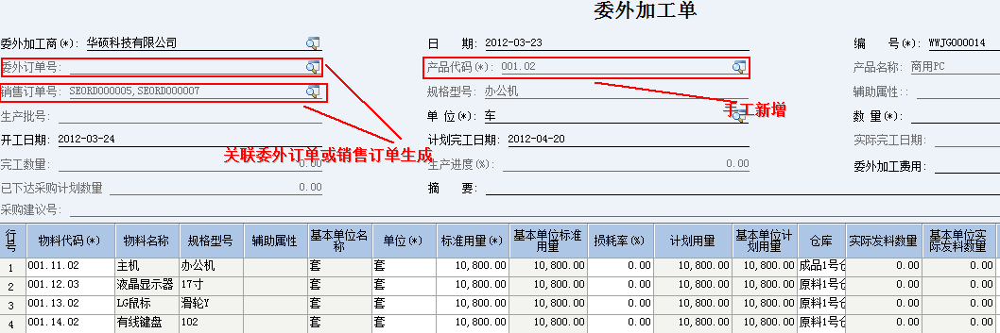 委外加工单
委外加工商(*): 华硕科技有限公司 日 期: 2012-03-23 编 号(*): WWJG000014
委外订单号: 产品代码(*): 001.02 产品名称: 商用PC
销售订单号: SEORD000005,SEORD000007 规格型号: 办公机 辅助属性::
生产批号: 单 位(*): 车 手工新增 数 量(*):
开工日期: 2012-03-24 计划完工日期: 2012-04-20 实际完工日期:
关联委外订单或销售订单生成
完工数量: 0.00 生产进度(%): 0.00 委外加工费用:
已下达采购计划数量 0.00 摘 要:
采购建议号:
行号 物料代码(*) 物料名称 规格型号 辅助属性 基本单位名称 单位(*) 标准用量(*) 基本单位标准用量 损耗率(%) 计划用量 基本单位计划用量 仓库 实际发料数量 基本单位实际发料数量
1 001.11.02 主机 办公机 套 套 10,800.00 10,800.00 0.00 10,800.00 10,800.00 成品1号仓 0.00 0.00
2 001.12.03 液晶显示器 17寸 套 套 10,800.00 10,800.00 0.00 10,800.00 10,800.00 原料1号仓 0.00 0.00
3 001.13.02 LG鼠标 滑轮Y 套 套 10,800.00 10,800.00 0.00 10,800.00 10,800.00 原料1号仓 0.00 0.00
4 001.14.02 有线键盘 102 套 套 10,800.00 10,800.00 0.00 10,800.00 10,800.00 原料1号仓 0.00 0.00